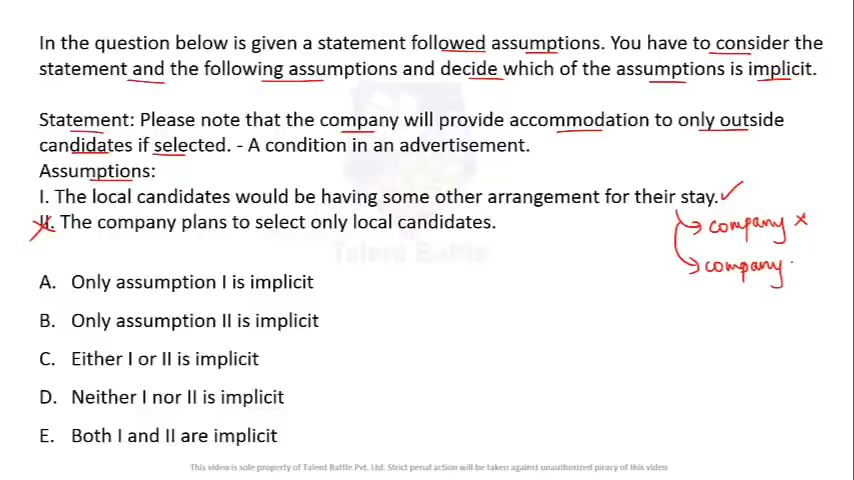 In the question below is given a statement followed assumptions. You have to consider the
statement and the following assumptions and decide which of the assumptions is implicit.
Statement: Please note that the company will provide accommodation to only outside
candidates if selected. - A condition in an advertisement.
Assumptions:
I. The local candidates would be having some other arrangement for their stay.
II. The company plans to select only local candidates.
company x
company
Talent Battle
A. Only assumption I is implicit
B. Only assumption II is implicit
C. Either I or II is implicit
D. Neither I nor II is implicit
E. Both I and II are implicit
This video is sole property of Talent Battle Pvt. Ltd. Strict penal action will be taken against unauthorized piracy of this video